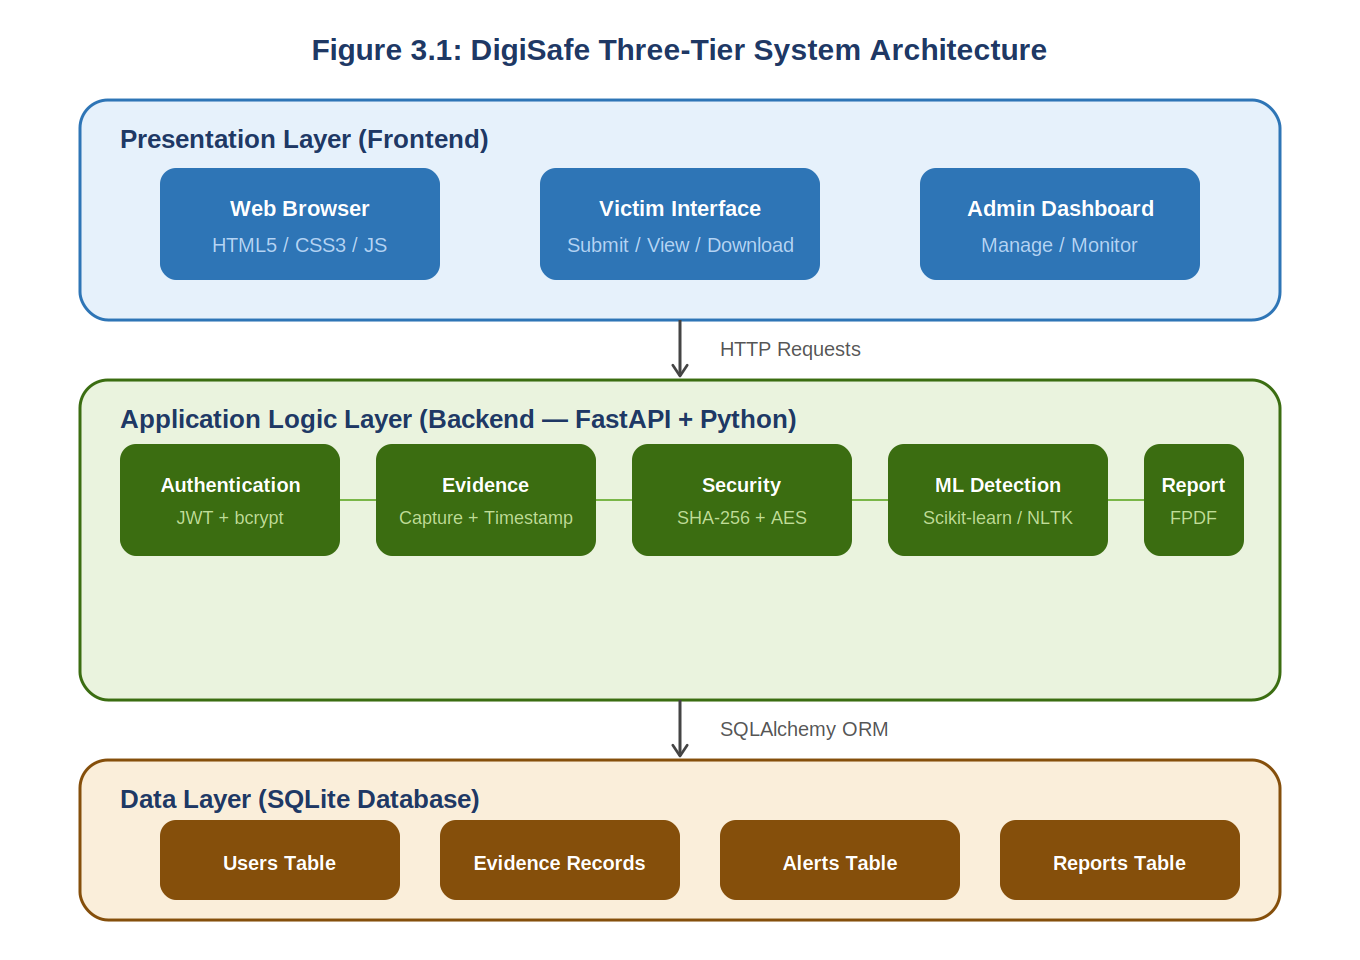 Figure 3.1: DigiSafe Three-Tier System Architecture
Presentation Layer (Frontend)
Web Browser
HTML5 / CSS3 / JS
Victim Interface
Submit / View / Download
Admin Dashboard
Manage / Monitor
HTTP Requests
Application Logic Layer (Backend — FastAPI + Python)
Authentication
JWT + bcrypt
Evidence
Capture + Timestamp
Security
SHA-256 + AES
ML Detection
Scikit-learn / NLTK
Report
FPDF
SQLAlchemy ORM
Data Layer (SQLite Database)
Users Table
Evidence Records
Alerts Table
Reports Table